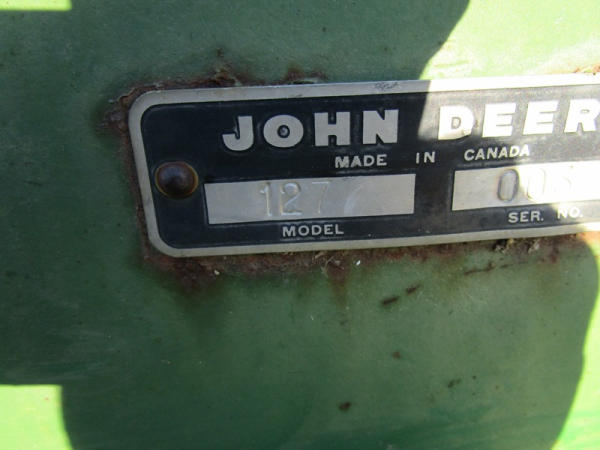 JOHN DEER
MADE IN CANADA
127
MODEL
SER. NO.